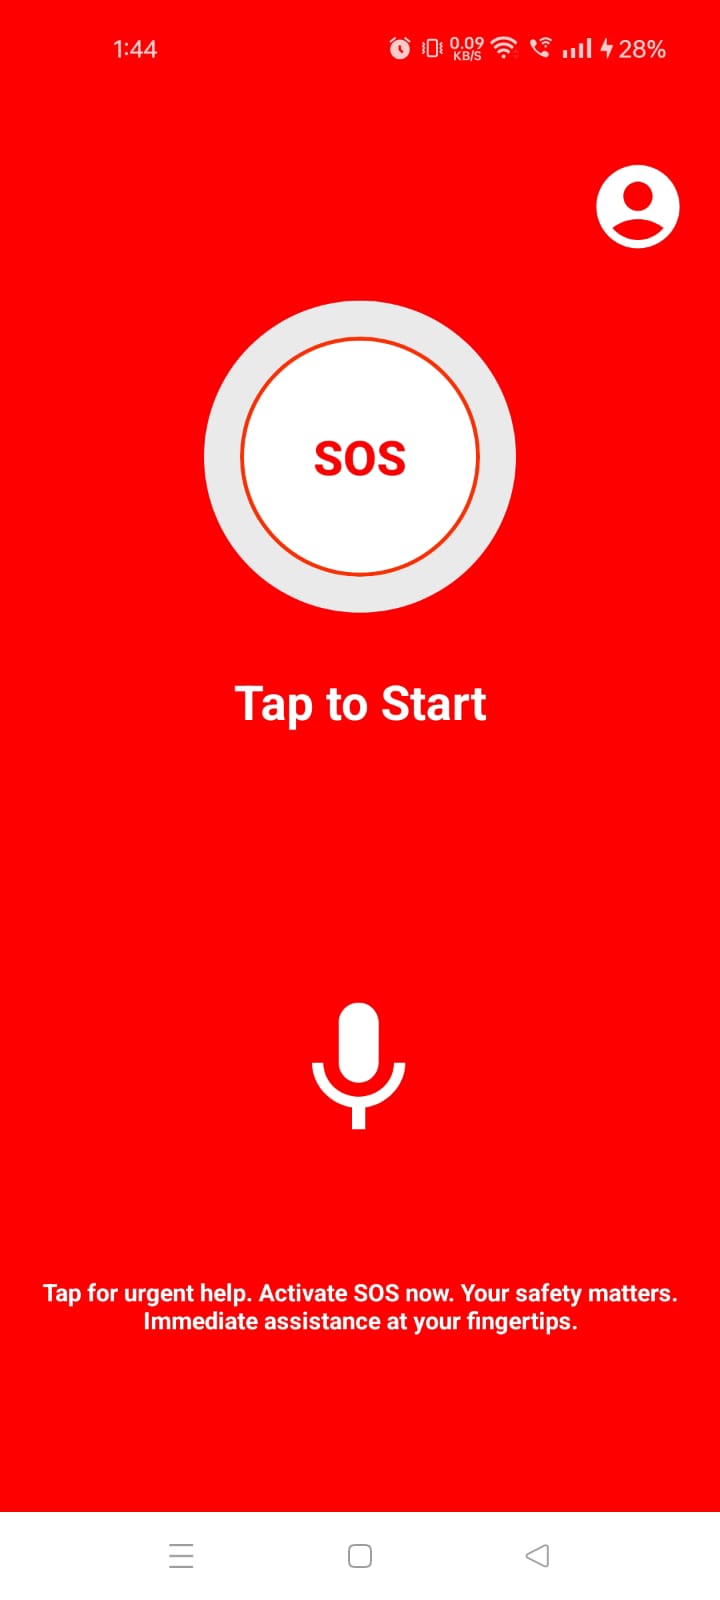 1:44
0.09
KB/S
28%
SOS
Tap to Start
Tap for urgent help. Activate SOS now. Your safety matters.
Immediate assistance at your fingertips.